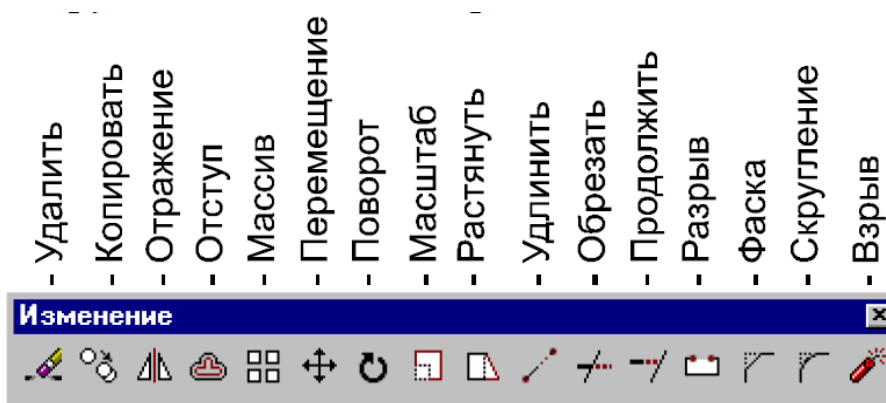 - Удалить
- Копировать
- Отражение
- Отступ
- Массив
- Перемещение
- Поворот
- Масштаб
- Растянуть
- Удлинить
- Обрезать
- Продолжить
- Разрыв
- Фаска
- Скругление
- Взрыв
Изменение